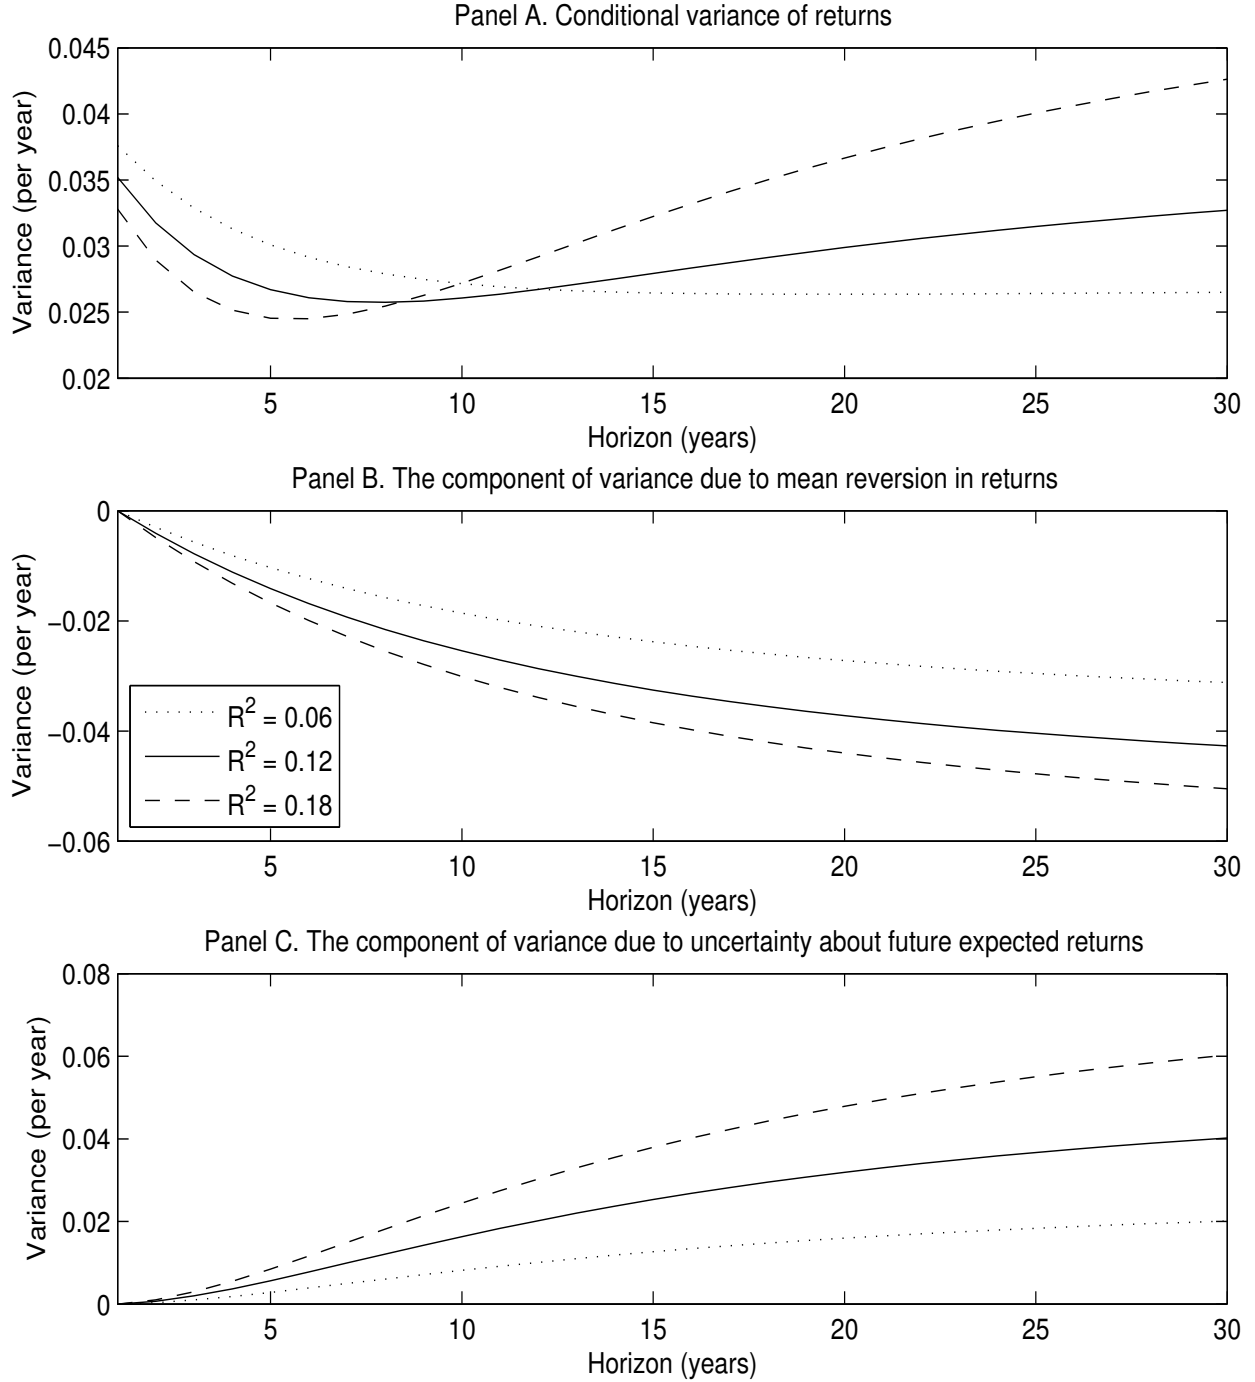 Panel A. Conditional variance of returns
0.045
0.04
0.035
0.03
0.025
0.02
Variance (per year)
5 10 15 20 25 30
Horizon (years)
Panel B. The component of variance due to mean reversion in returns
0
−0.02
−0.04
−0.06
Variance (per year)
R² = 0.06
R² = 0.12
R² = 0.18
5 10 15 20 25 30
Horizon (years)
Panel C. The component of variance due to uncertainty about future expected returns
0.08
0.06
0.04
0.02
0
Variance (per year)
5 10 15 20 25 30
Horizon (years)